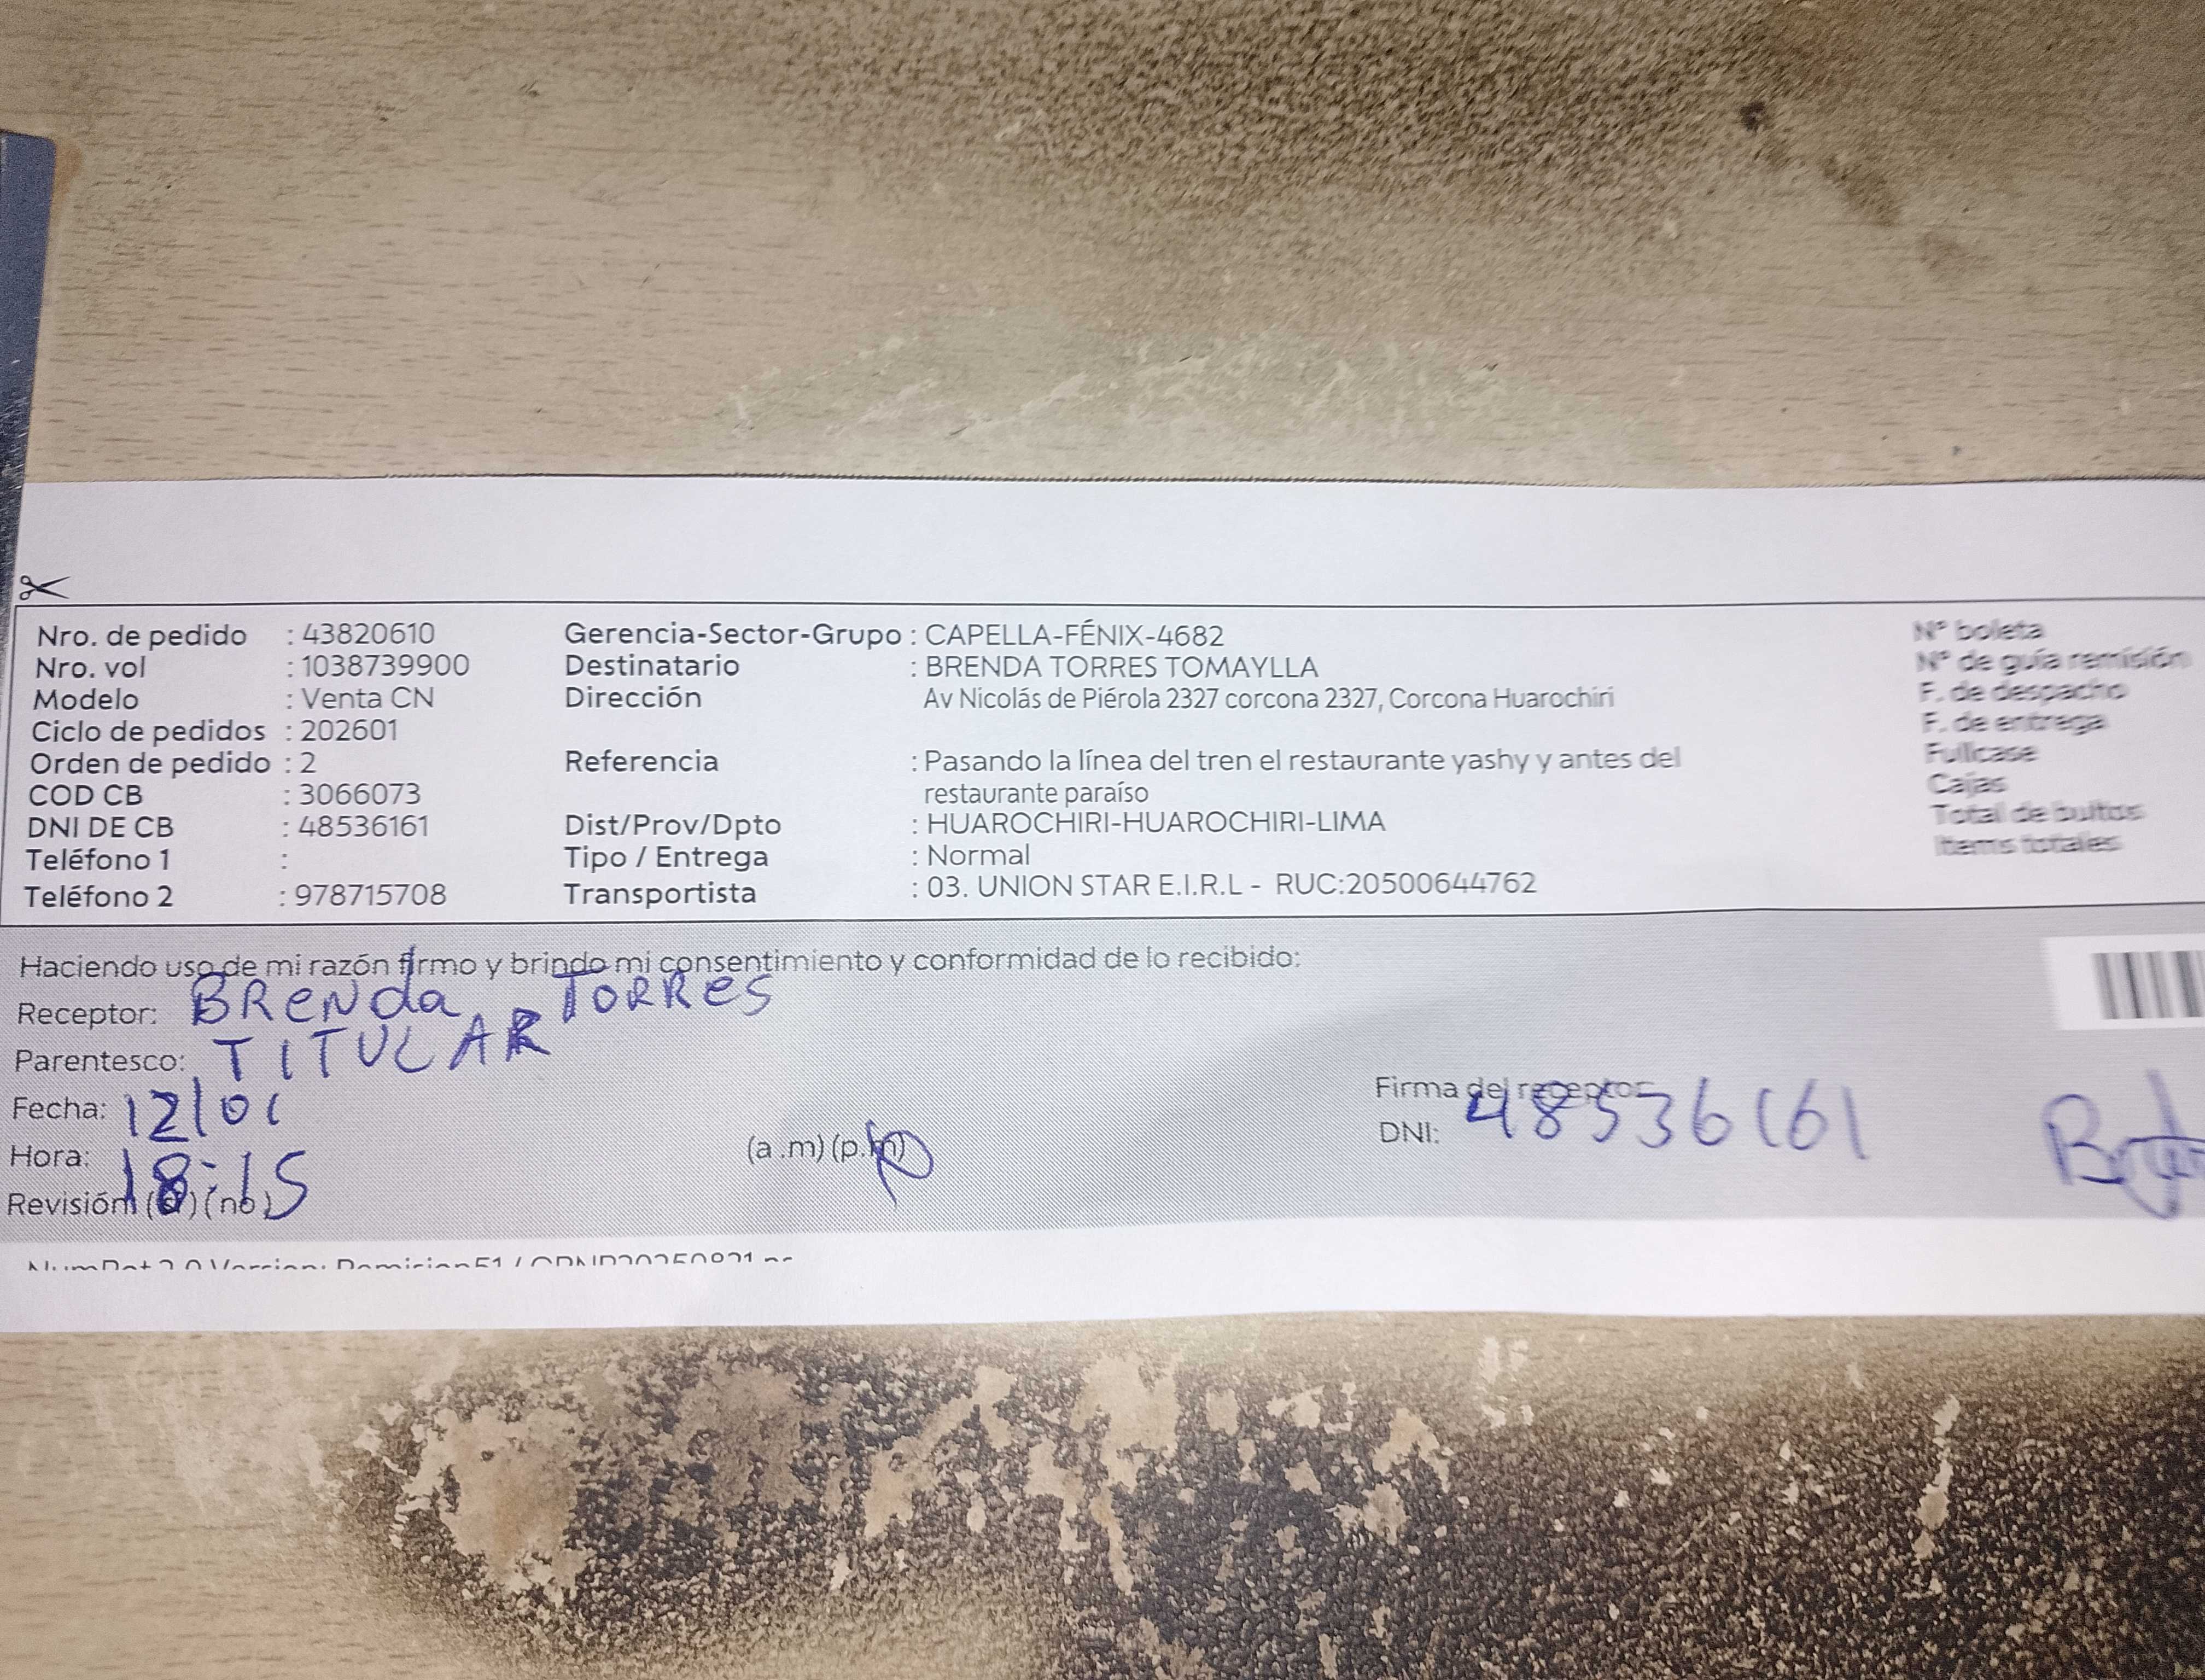 Nro. de pedido : 43820610 Gerencia-Sector-Grupo : CAPELLA-FÉNIX-4682 N° boleta
Nro. vol : 1038739900 Destinatario : BRENDA TORRES TOMAYLLA N° de guía remisión
Modelo : Venta CN Dirección Av Nicolás de Piérola 2327 corcona 2327, Corcona Huarochiri F. de despacho
Ciclo de pedidos : 202601 F. de entrega
Orden de pedido : 2 Referencia : Pasando la línea del tren el restaurante yashy y antes del Fullcase
COD CB : 3066073 restaurante paraíso Cajas
DNI DE CB : 48536161 Dist/Prov/Dpto : HUAROCHIRI-HUAROCHIRI-LIMA Total de bultos
Teléfono 1 : Tipo / Entrega : Normal Items totales
Teléfono 2 : 978715708 Transportista : 03. UNION STAR E.I.R.L - RUC:20500644762
Haciendo uso de mi razón firmo y brindo mi consentimiento y conformidad de lo recibido:
Receptor: BRenda TORRes
Parentesco: TITULAR
Fecha: 12/01 Firma del receptor
Hora: 18:15 (a.m) (p.m) DNI: 48536161
Revisión (si) (no)